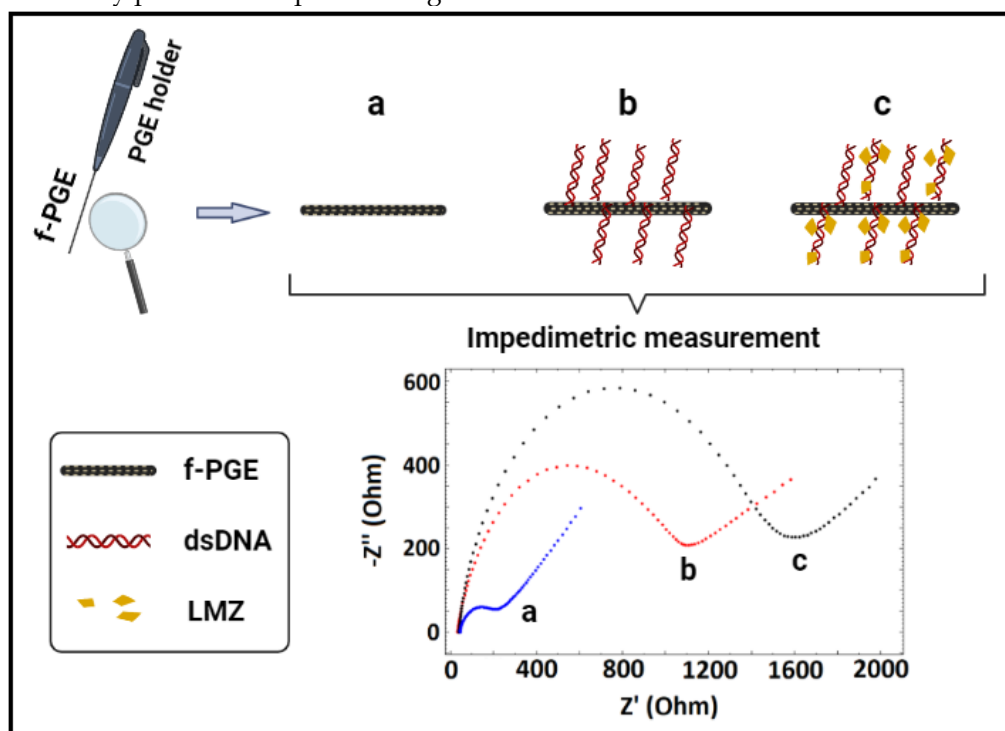 PGE holder
f-PGE
a
b
c
Impedimetric measurement
f-PGE
dsDNA
LMZ
600
400
200
0
-Z'' (Ohm)
a
b
c
0
400
800
1200
1600
2000
Z' (Ohm)